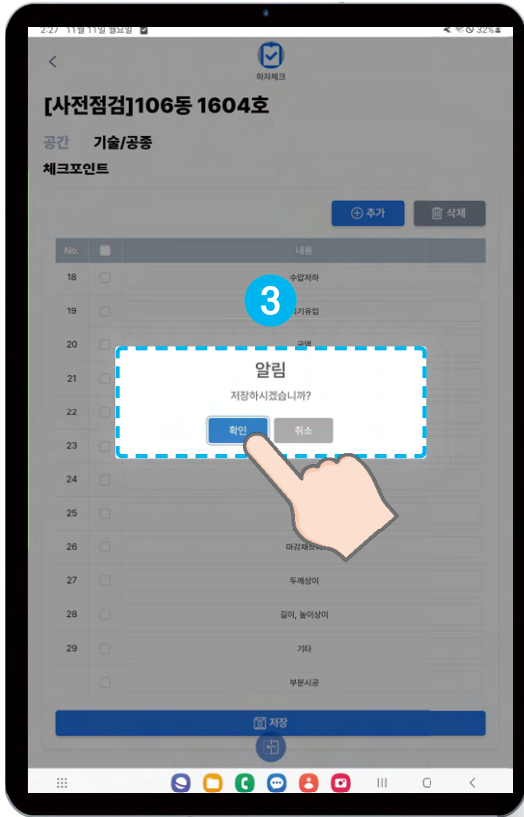 2:27 11월 11일 월요일
32%
하자체크
[사전점검]106동 1604호
공간 기술/공종
체크포인트
추가 삭제
No. 내용
18 수압저하
3
19
20 균열
알림
21
저장하시겠습니까?
22
확인 취소
23
24
25
26
27 두께상이
28 길이, 높이상이
29 기타
부분시공
저장